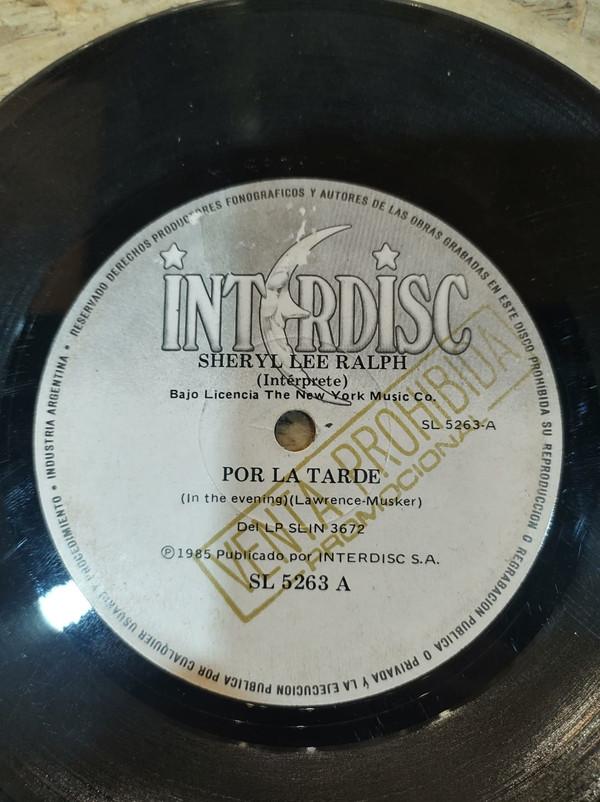 INTERDISC
SHERYL LEE RALPH
(Intérprete)
Bajo Licencia The New York Music Co.
SL 5263-A
POR LA TARDE
(In the evening)(Lawrence-Musker)
Del LP SLIN 3672
Ⓟ1985 Publicado por INTERDISC S.A.
SL 5263 A
VENTA PROHIBIDA
PROMOCIONAL
INDUSTRIA ARGENTINA • RESERVADO DERECHOS PRODUCTORES FONOGRAFICOS Y AUTORES DE LAS OBRAS GRABADAS EN ESTE DISCO PROHIBIDA SU REPRODUCCION O REGRABACION PUBLICA O PRIVADA Y LA EJECUCION PUBLICA POR CUALQUIER USUARIO Y PROCEDIMIENTO •